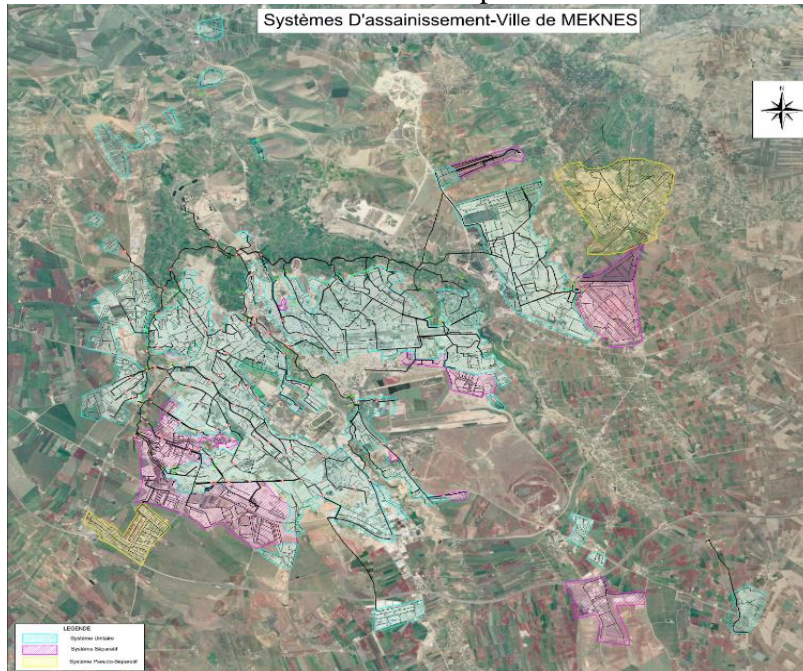 Systèmes D'assainissement-Ville de MEKNES
N
LEGENDE
Système Unitaire
Système Séparatif
Système Pseudo-Séparatif